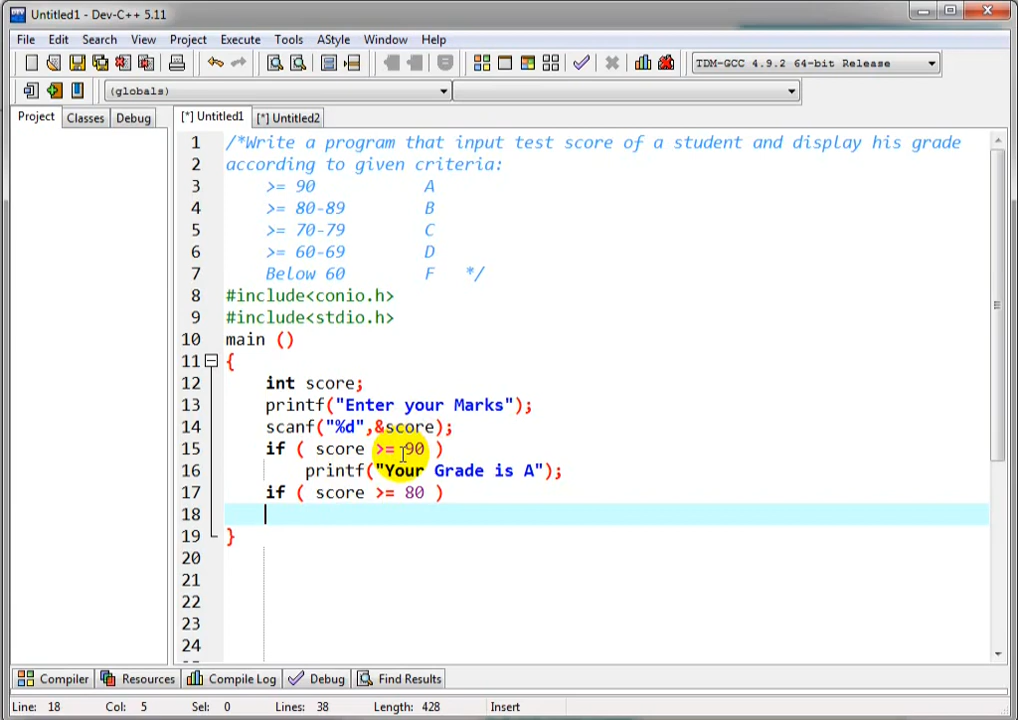 Untitled1 - Dev-C++ 5.11
File Edit Search View Project Execute Tools AStyle Window Help
TDM-GCC 4.9.2 64-bit Release
(globals)
Project Classes Debug [*] Untitled1 [*] Untitled2
1 /*Write a program that input test score of a student and display his grade
2 according to given criteria:
3 >= 90 A
4 >= 80-89 B
5 >= 70-79 C
6 >= 60-69 D
7 Below 60 F */
8 #include<conio.h>
9 #include<stdio.h>
10 main ()
11 {
12 int score;
13 printf("Enter your Marks");
14 scanf("%d",&score);
15 if ( score >= 90 )
16 printf("Your Grade is A");
17 if ( score >= 80 )
18
19 }
20
21
22
23
24
Compiler Resources Compile Log Debug Find Results
Line: 18 Col: 5 Sel: 0 Lines: 38 Length: 428 Insert